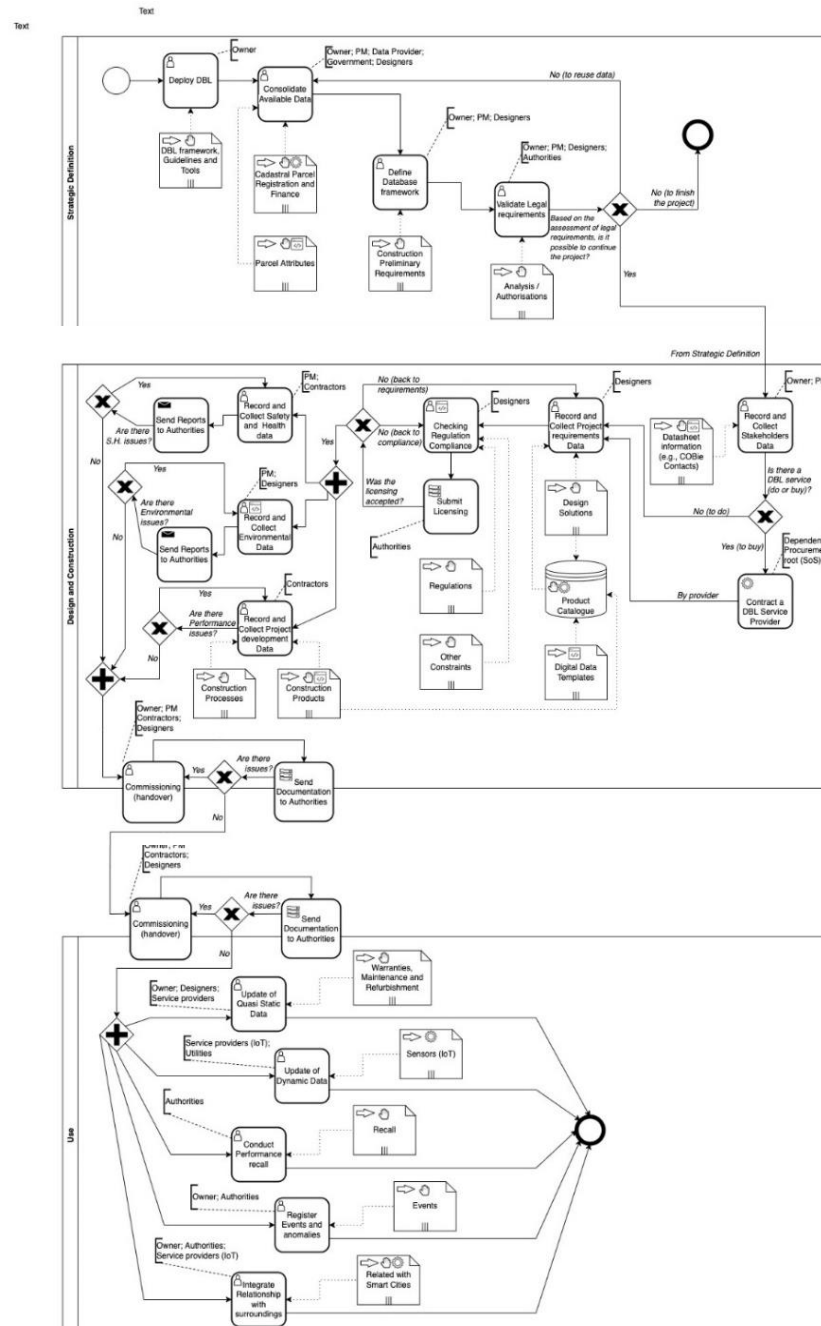 Text
Text
Strategic Definition
Deploy DBL
Owner
Consolidate
Available Data
Owner; PM; Data Provider;
Government; Designers
No (to reuse data)
DBL framework,
Guidelines and
Tools
Cadastral Parcel
Registration and
Finance
Parcel Attributes
Define
Database
framework
Owner; PM; Designers
Construction
Preliminary
Requirements
Validate Legal
requirements
Owner; PM; Designers;
Authorities
Analysis /
Authorisations
Based on the
assessment of legal
requirements, is it
possible to continue
the project?
No (to finish
the project)
Yes
From Strategic Definition
Design and Construction
Yes
Are there
S.H. issues?
No
Send Reports
to Authorities
Record and
Collect Safety
and Health
data
PM;
Contractors
Yes
Are there
Environmental
issues?
No
Send Reports
to Authorities
Record and
Collect
Environmental
Data
PM;
Designers
Yes
Are there
Performance
issues?
No
Record and
Collect Project
development
Data
Contractors
Construction
Processes
Construction
Products
Yes
No (back to
requirements)
No (back to
compliance)
Was the
licensing
accepted?
Checking
Regulation
Compliance
Designers
Submit
Licensing
Authorities
Regulations
Other
Constraints
Record and
Collect Project
requirements
Data
Designers
Design
Solutions
Product
Catalogue
Digital Data
Templates
Datasheet
information
(e.g., COBie
Contacts)
Record and
Collect
Stakeholders
Data
Is there a
DBL service
(do or buy)?
No (to do)
Yes (to buy)
By provider
Contract a
DBL Service
Provider
root (SoS)
Owner; PM
Contractors;
Designers
Commissioning
(handover)
Yes
Are there
issues?
No
Send
Documentation
to Authorities
Contractors;
Designers
Commissioning
(handover)
Yes
Are there
issues?
No
Send
Documentation
to Authorities
Use
Owner; Designers;
Service providers
Update of
Quasi Static
Data
Warranties,
Maintenance and
Refurbishment
Service providers (IoT);
Utilities
Update of
Dynamic Data
Sensors (IoT)
Authorities
Conduct
Performance
recall
Recall
Owner; Authorities
Register
Events and
anomalies
Events
Owner; Authorities;
Service providers (IoT)
Integrate
Relationship
with
surroundings
Related with
Smart Cities